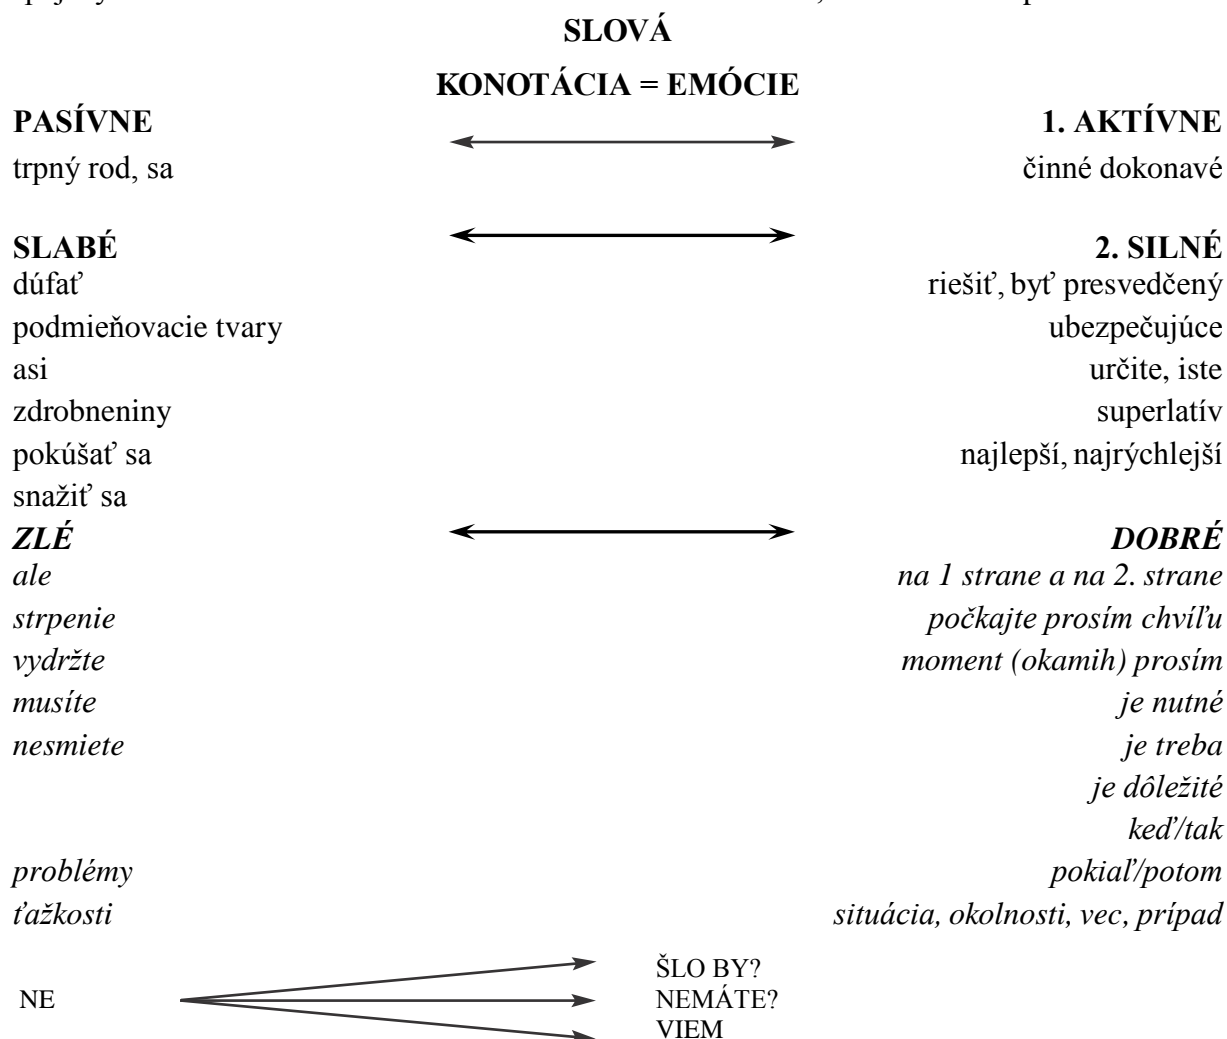 SLOVÁ
KONOTÁCIA = EMÓCIE
PASÍVNE 1. AKTÍVNE
trpný rod, sa činné dokonavé
SLABÉ 2. SILNÉ
dúfať riešiť, byť presvedčený
podmieňovacie tvary ubezpečujúce
asi určite, iste
zdrobneniny superlatív
pokúšať sa najlepší, najrýchlejší
snažiť sa
ZLÉ DOBRÉ
ale na 1 strane a na 2. strane
strpenie počkajte prosím chvíľu
vydržte moment (okamih) prosím
musíte je nutné
nesmiete je treba
je dôležité
keď/tak
problémy pokiaľ/potom
ťažkosti situácia, okolnosti, vec, prípad
ŠLO BY?
NE NEMÁTE?
VIEM